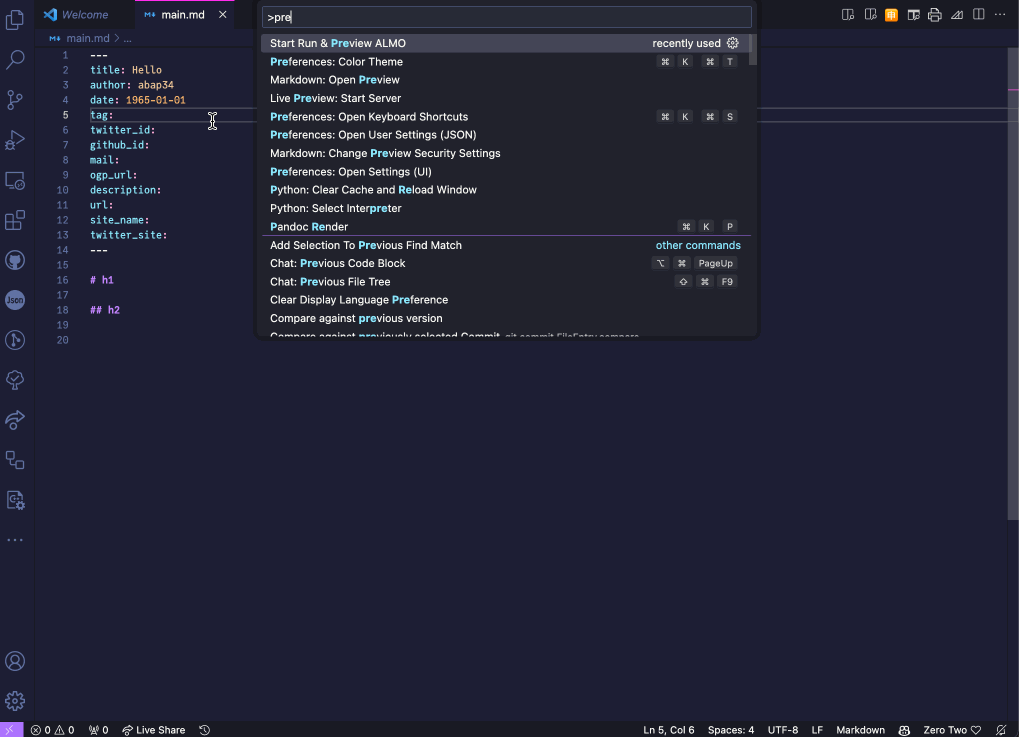 Welcome
main.md
main.md > ...
>pre
Start Run & Preview ALMO recently used
Preferences: Color Theme ⌘ K ⌘ T
Markdown: Open Preview
Live Preview: Start Server
Preferences: Open Keyboard Shortcuts ⌘ K ⌘ S
Preferences: Open User Settings (JSON)
Markdown: Change Preview Security Settings
Preferences: Open Settings (UI)
Python: Clear Cache and Reload Window
Python: Select Interpreter
Pandoc Render ⌘ K P
Add Selection To Previous Find Match other commands
Chat: Previous Code Block ⌥ ⌘ PageUp
Chat: Previous File Tree ⇧ ⌘ F9
Clear Display Language Preference
Compare against previous version
Compare against previously selected Commit git commit FileEntry compare
1 ---
2 title: Hello
3 author: abap34
4 date: 1965-01-01
5 tag:
6 twitter_id:
7 github_id:
8 mail:
9 ogp_url:
10 description:
11 url:
12 site_name:
13 twitter_site:
14 ---
15
16 # h1
17
18 ## h2
19
20
Json
0 0 0 Live Share Ln 5, Col 6 Spaces: 4 UTF-8 LF Markdown Zero Two ♡